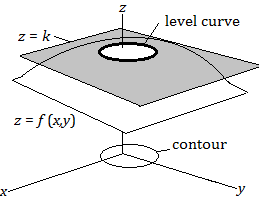 z
level curve
z = k
z = f (x,y)
contour
x
y